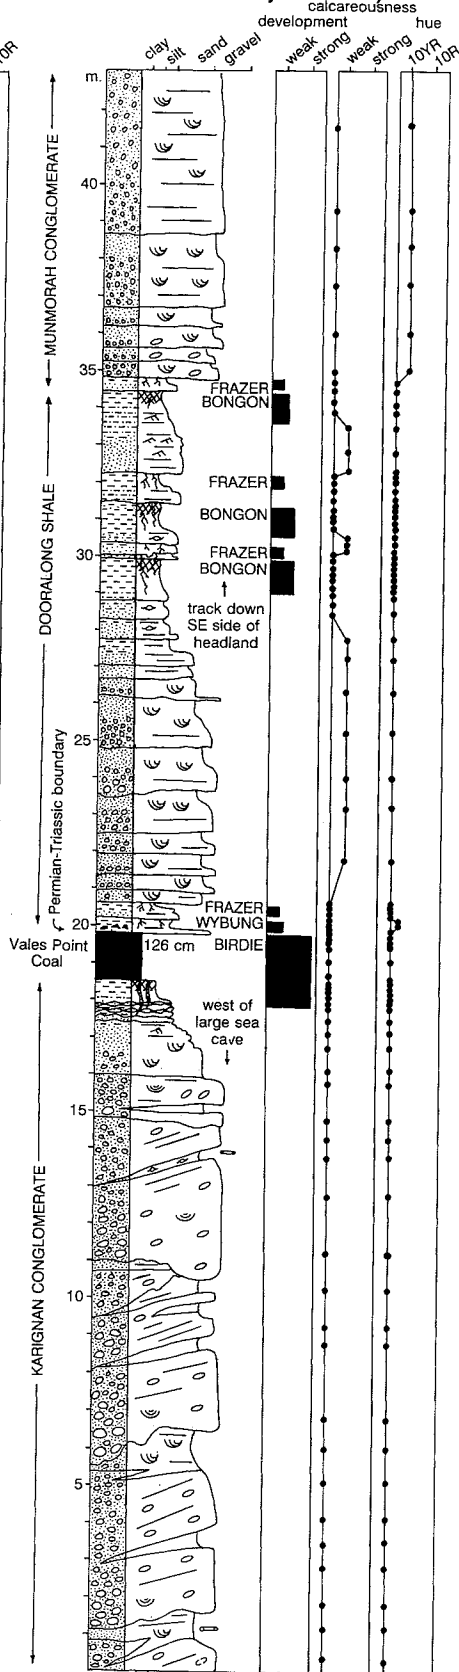 calcareousness
development hue
clay silt sand gravel weak strong weak strong 10YR 10R
m.
MUNMORAH CONGLOMERATE
40
35
FRAZER
BONGON
DOORALONG SHALE
FRAZER
BONGON
30
FRAZER
BONGON
track down
SE side of
headland
25
Permian-Triassic boundary
FRAZER
20
WYBUNG
Vales Point
Coal
126 cm
BIRDIE
west of
large sea
cave
15
KARIGNAN CONGLOMERATE
10
5